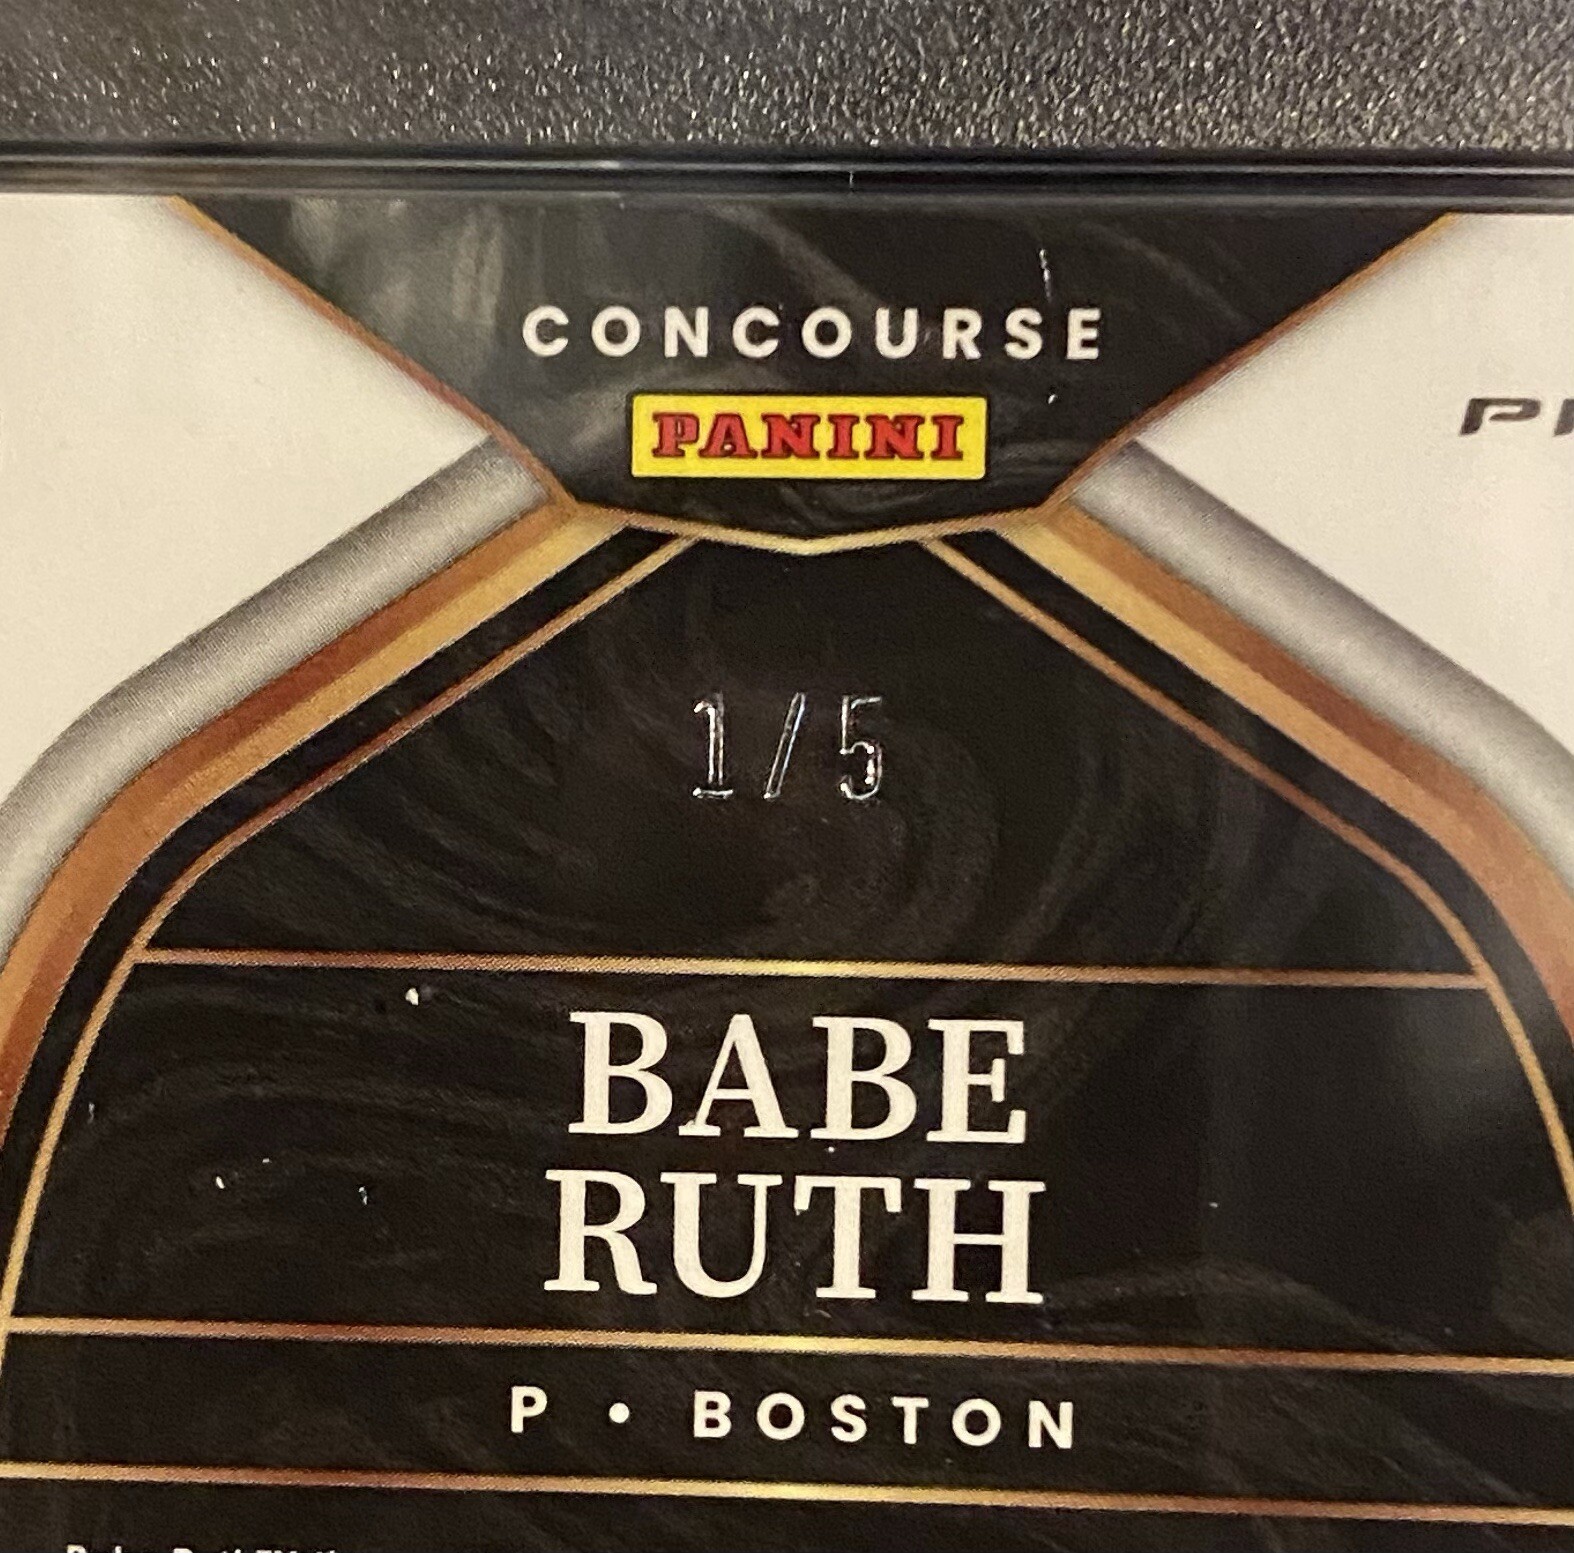 CONCOURSE
PANINI
1/5
BABE
RUTH
P • BOSTON